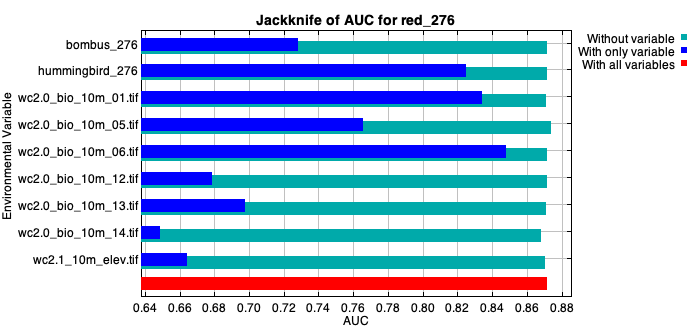 Jackknife of AUC for red_276
Without variable
With only variable
With all variables
Environmental Variable
bombus_276
hummingbird_276
wc2.0_bio_10m_01.tif
wc2.0_bio_10m_05.tif
wc2.0_bio_10m_06.tif
wc2.0_bio_10m_12.tif
wc2.0_bio_10m_13.tif
wc2.0_bio_10m_14.tif
wc2.1_10m_elev.tif
0.64 0.66 0.68 0.70 0.72 0.74 0.76 0.78 0.80 0.82 0.84 0.86 0.88
AUC